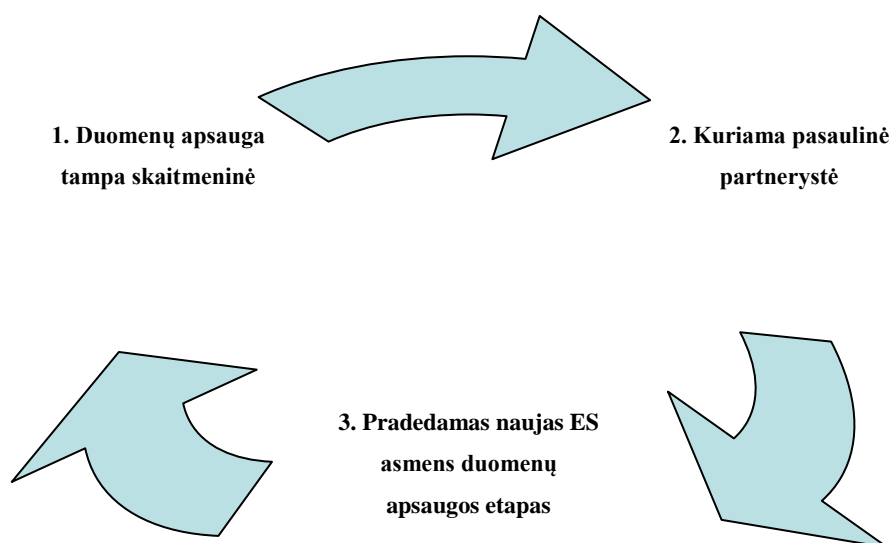 1. Duomenų apsauga
tampa skaitmeninė
2. Kuriama pasaulinė
partnerystė
3. Pradedamas naujas ES
asmens duomenų
apsaugos etapas